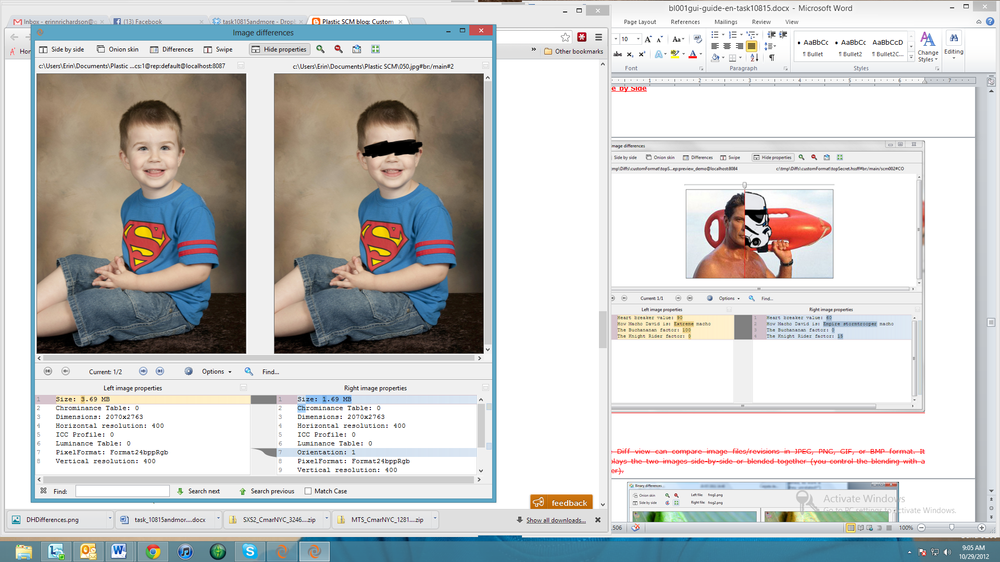 Inbox - erinnrichardson@g
(13) Facebook
task10815andmore - Dropb
Plastic SCM blog: Custom
Other bookmarks
Image differences
Side by side
Onion skin
Differences
Swipe
Hide properties
c:\Users\Erin\Documents\Plastic ...cs:1@rep:default@localhost:8087
c:\Users\Erin\Documents\Plastic SCM\050.jpg#br:/main#2
S
S
Current: 1/2
Options
Find...
Left image properties
Right image properties
1 Size: 3.69 MB
2 Chrominance Table: 0
3 Dimensions: 2070x2763
4 Horizontal resolution: 400
5 ICC Profile: 0
6 Luminance Table: 0
7 PixelFormat: Format24bppRgb
8 Vertical resolution: 400
1 Size: 1.69 MB
2 Chrominance Table: 0
3 Dimensions: 2070x2763
4 Horizontal resolution: 400
5 ICC Profile: 0
6 Luminance Table: 0
7 Orientation: 1
8 PixelFormat: Format24bppRgb
9 Vertical resolution: 400
Find:
Search next
Search previous
Match Case
feedback
DHDifferences.png
task_10815andmor....docx
SXS2_CmarNYC_3246....zip
MTS_CmarNYC_1281....zip
Show all downloads...
bl001gui-guide-en-task10815.docx - Microsoft Word
Page Layout
References
Mailings
Review
View
10
AaBbCc
AaBbCc
AaBbCcD
¶ Bullet
¶ Bullet2
¶ Bullet2C...
Change
Styles
Editing
Font
Paragraph
Styles
1 2 3 4 5 6 7
e by Side
mage differences
Side by side
Onion skin
Differences
Swipe
Hide properties
tmp\Diffs\customFormat\topS...ep:preview_demo@localhost:8084
c:\tmp\Diffs\customFormat\topSecret.hssff#br:/main/scm002#CO
Current: 1/1
Options
Find...
Left image properties
Right image properties
Heart breaker value: 90
How Macho David is: Extreme macho
The Buchananan factor: 100
The Knight Rider factor: 0
1 Heart breaker value: 60
2 How Macho David is: Empire stormtrooper macho
3 The Buchananan factor: 0
4 The Knight Rider factor: 15
Diff view can compare image files/revisions in JPEG, PNG, GIF, or BMP format. It
plays the two images side-by-side or blended together (you control the blending with a
er).
Binary differences
Onion skin
Side by side
Left file: frog1.png
Right file: frog2.png
Activate Windows
Go to PC settings to activate Windows.
506
100%
9:05 AM
10/29/2012